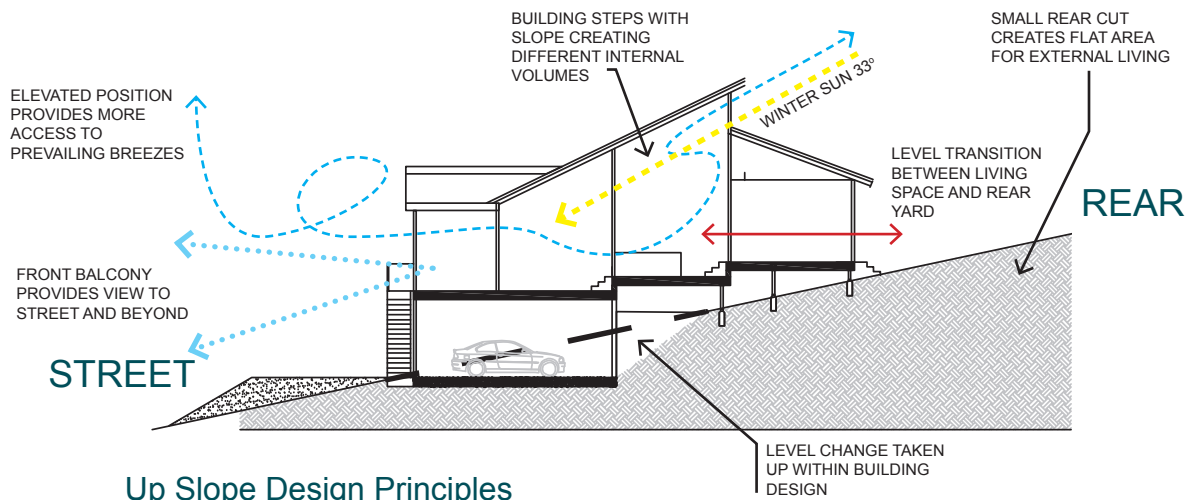 BUILDING STEPS WITH
SLOPE CREATING
DIFFERENT INTERNAL
VOLUMES
SMALL REAR CUT
CREATES FLAT AREA
FOR EXTERNAL LIVING
ELEVATED POSITION
PROVIDES MORE
ACCESS TO
PREVAILING BREEZES
WINTER SUN 33º
LEVEL TRANSITION
BETWEEN LIVING
SPACE AND REAR
YARD
REAR
FRONT BALCONY
PROVIDES VIEW TO
STREET AND BEYOND
STREET
LEVEL CHANGE TAKEN
UP WITHIN BUILDING
DESIGN
Up Slope Design Principles